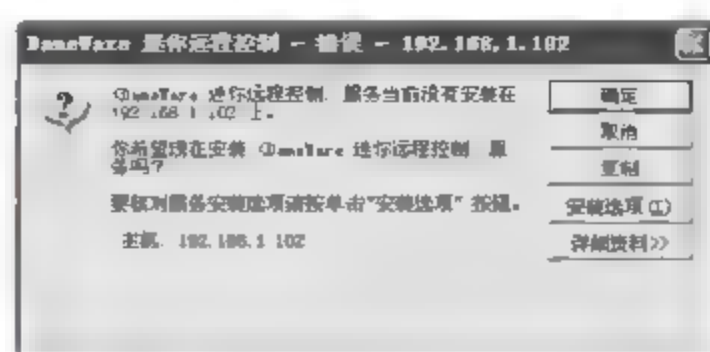 DameWare 迷你远程控制 - 错误 - 192.168.1.102
DameWare 迷你远程控制 服务当前没有安装在
192.168.1.102 上。
你希望现在安装 DameWare 迷你远程控制 服
务吗?
要核对服务安装选项请按单击"安装选项" 按钮。
主机: 192.168.1.102
确定
取消
复制
安装选项(I)
详细资料>>